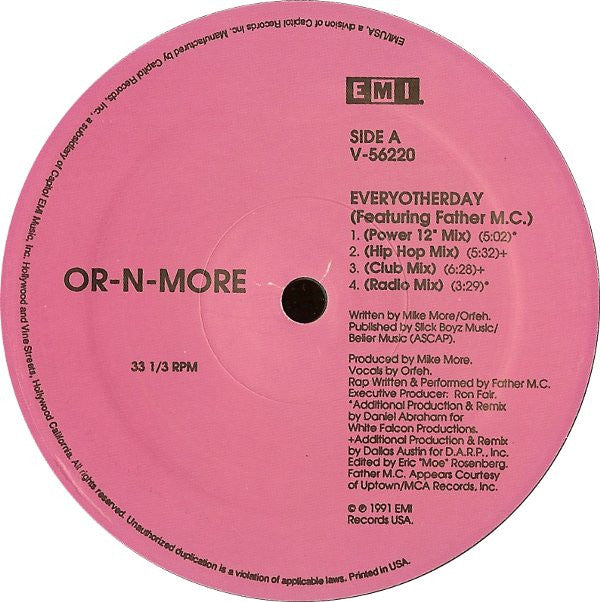 EMI/USA, a division of Capitol Records Inc. Manufactured by Capitol Records, Inc., a subsidiary of Capitol EMI Music, Inc. Hollywood and Vine Streets, Hollywood California. All rights reserved. Unauthorized duplication is a violation of applicable laws. Printed in USA.
EMI
SIDE A
V-56220
EVERYOTHERDAY
(Featuring Father M.C.)
1. (Power 12" Mix) (5:02)*
2. (Hip Hop Mix) (5:32)+
3. (Club Mix) (6:28)+
4. (Radio Mix) (3:29)*
OR-N-MORE
33 1/3 RPM
Written by Mike More/Orfeh.
Published by Slick Boyz Music/
Beller Music (ASCAP).
Produced by Mike More.
Vocals by Orfeh.
Rap Written & Performed by Father M.C.
Executive Producer: Ron Fair.
*Additional Production & Remix
by Daniel Abraham for
White Falcon Productions.
+Additional Production & Remix
by Dallas Austin for D.A.R.P., Inc.
Edited by Eric "Moe" Rosenberg.
Father M.C. Appears Courtesy
of Uptown/MCA Records, Inc.
© ℗ 1991 EMI
Records USA.